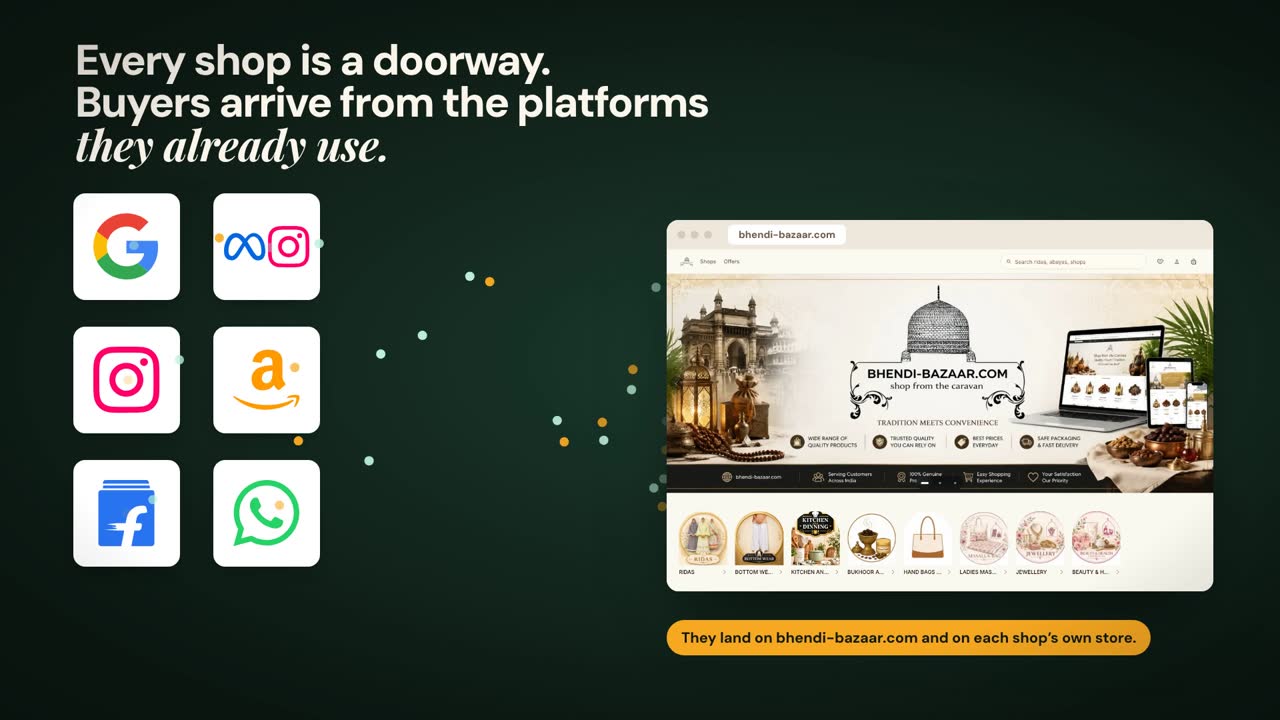 Every shop is a doorway.
Buyers arrive from the platforms
they already use.
bhendi-bazaar.com
Shops Offers
Search ridas, abayas, shops
BHENDI-BAZAAR.COM
shop from the caravan
TRADITION MEETS CONVENIENCE
WIDE RANGE OF
QUALITY PRODUCTS
TRUSTED QUALITY
YOU CAN RELY ON
BEST PRICES
EVERYDAY
SAFE PACKAGING
& FAST DELIVERY
bhendi-bazaar.com
Serving Customers
Across India
100% Genuine
Easy Shopping
Experience
Your Satisfaction
Our Priority
RIDAS
BOTTOM WEAR
KITCHEN
DINNING
JEWELLERY
RIDAS
BOTTOM WE...
KITCHEN AN...
BUKHOOR A...
HAND BAGS ...
LADIES MAS...
JEWELLERY
BEAUTY & H...
They land on bhendi-bazaar.com and on each shop's own store.